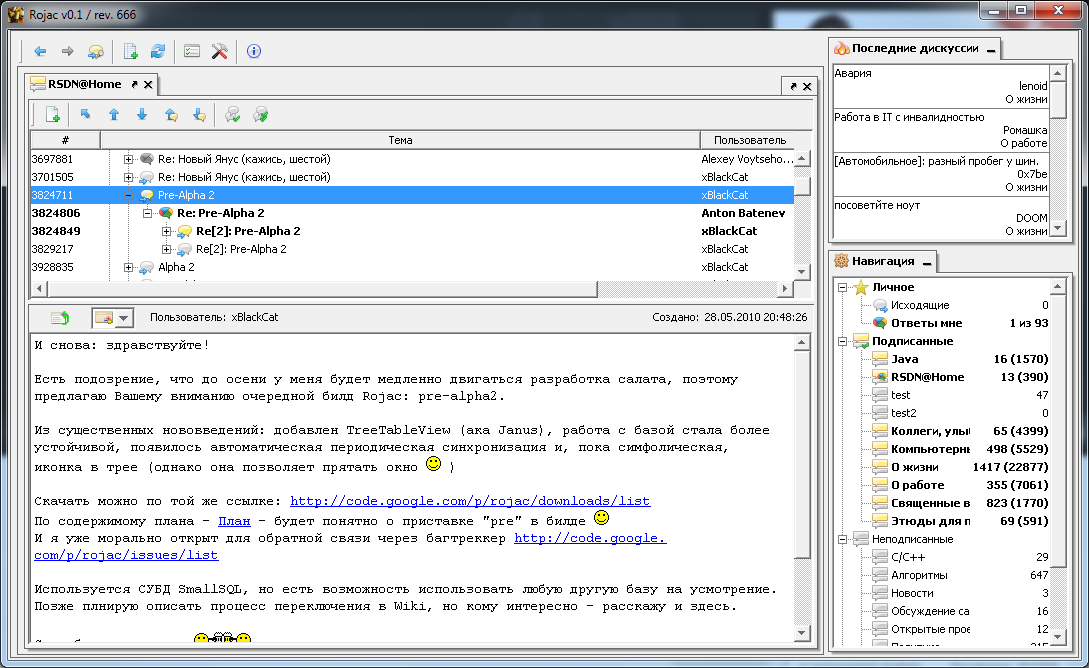 Rojac v0.1 / rev. 666
RSDN@Home
# Тема Пользователь
3697881 Re: Новый Янус (кажись, шестой) Alexey Voytseho...
3701505 Re: Новый Янус (кажись, шестой) xBlackCat
3824711 Pre-Alpha 2 xBlackCat
3824806 Re: Pre-Alpha 2 Anton Batenev
3824849 Re[2]: Pre-Alpha 2 xBlackCat
3829217 Re[2]: Pre-Alpha 2 xBlackCat
3928835 Alpha 2 xBlackCat
Пользователь: xBlackCat Создано: 28.05.2010 20:48:26
И снова: здравствуйте!
Есть подозрение, что до осени у меня будет медленно двигаться разработка салата, поэтому
предлагаю Вашему вниманию очередной билд Rojac: pre-alpha2.
Из существенных нововведений: добавлен TreeTableView (aka Janus), работа с базой стала более
устойчивой, появилось автоматическая периодическая синхронизация и, пока симфолическая,
иконка в трее (однако она позволяет прятать окно )
Скачать можно по той же ссылке: http://code.google.com/p/rojac/downloads/list
По содержимому плана - План - будет понятно о приставке "pre" в билде
И я уже морально открыт для обратной связи через багтреккер http://code.google.
com/p/rojac/issues/list
Используется СУБД SmallSQL, но есть возможность использовать любую другую базу на усмотрение.
Позже плнирую описать процесс переключения в Wiki, но кому интересно - расскажу и здесь.
Последние дискуссии
Авария
lenoid
О жизни
Работа в IT с инвалидностью
Ромашка
О работе
[Автомобильное]: разный пробег у шин.
0x7be
О жизни
посоветйте ноут
DOOM
О жизни
Навигация
Личное
Исходящие 0
Ответы мне 1 из 93
Подписанные
Java 16 (1570)
RSDN@Home 13 (390)
test 47
test2 0
Коллеги, улы 65 (4399)
Компьютерн 498 (5529)
О жизни 1417 (22877)
О работе 355 (7061)
Священные в 823 (1770)
Этюды для п 69 (591)
Неподписанные
C/C++ 29
Алгоритмы 647
Новости 3
Обсуждение са 16
Открытые прое 12